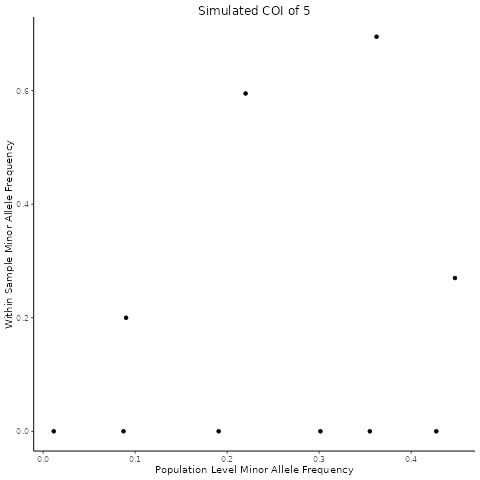 Simulated COI of 5
Within Sample Minor Allele Frequency
0.6
0.4
0.2
0.0
0.0 0.1 0.2 0.3 0.4
Population Level Minor Allele Frequency